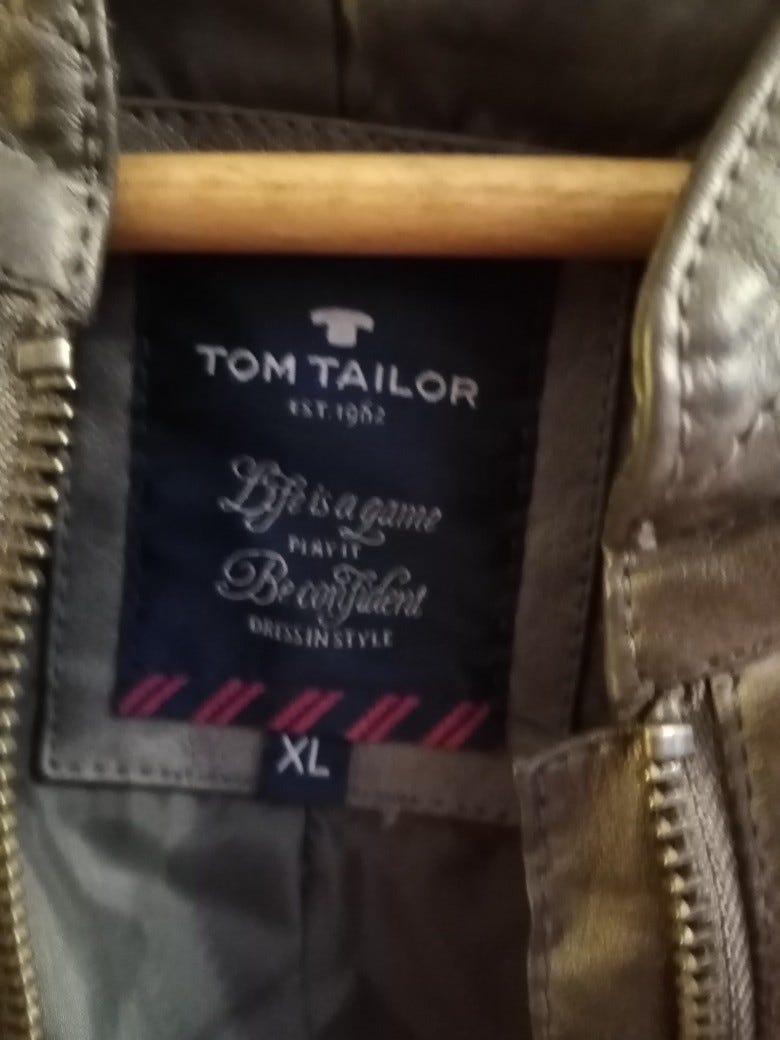 TOM TAILOR
EST. 1962
Life is a game
PLAY IT
Be confident
DRESS IN STYLE
XL